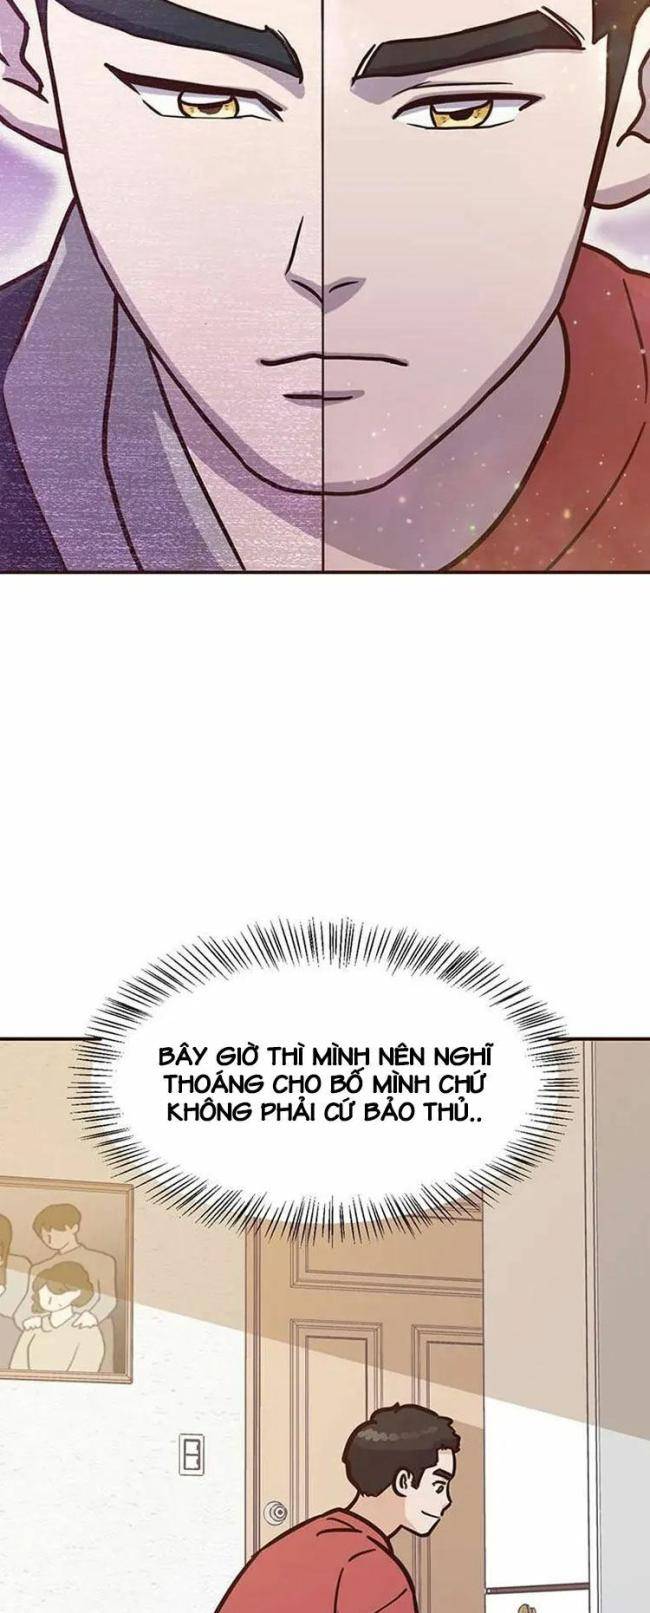 BÂY GIỜ THÌ MÌNH NÊN NGHĨ
THOÁNG CHO BỐ MÌNH CHỨ
KHÔNG PHẢI CỨ BẢO THỦ..